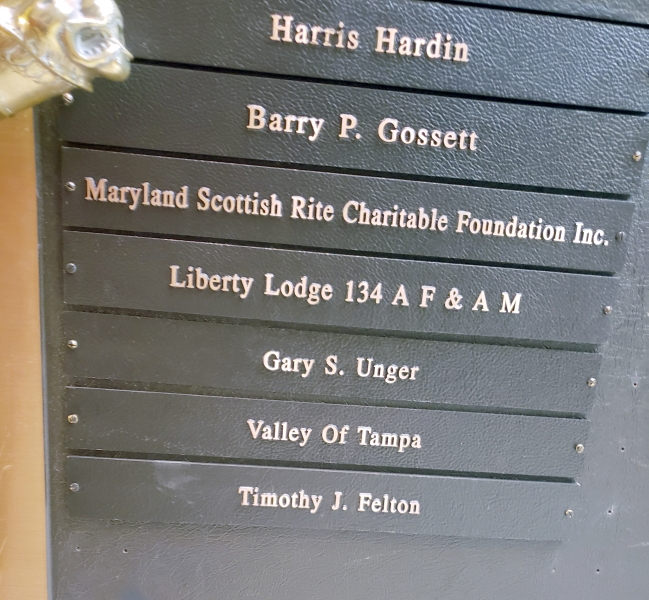 Harris Hardin
Barry P. Gossett
Maryland Scottish Rite Charitable Foundation Inc.
Liberty Lodge 134 A F & A M
Gary S. Unger
Valley Of Tampa
Timothy J. Felton